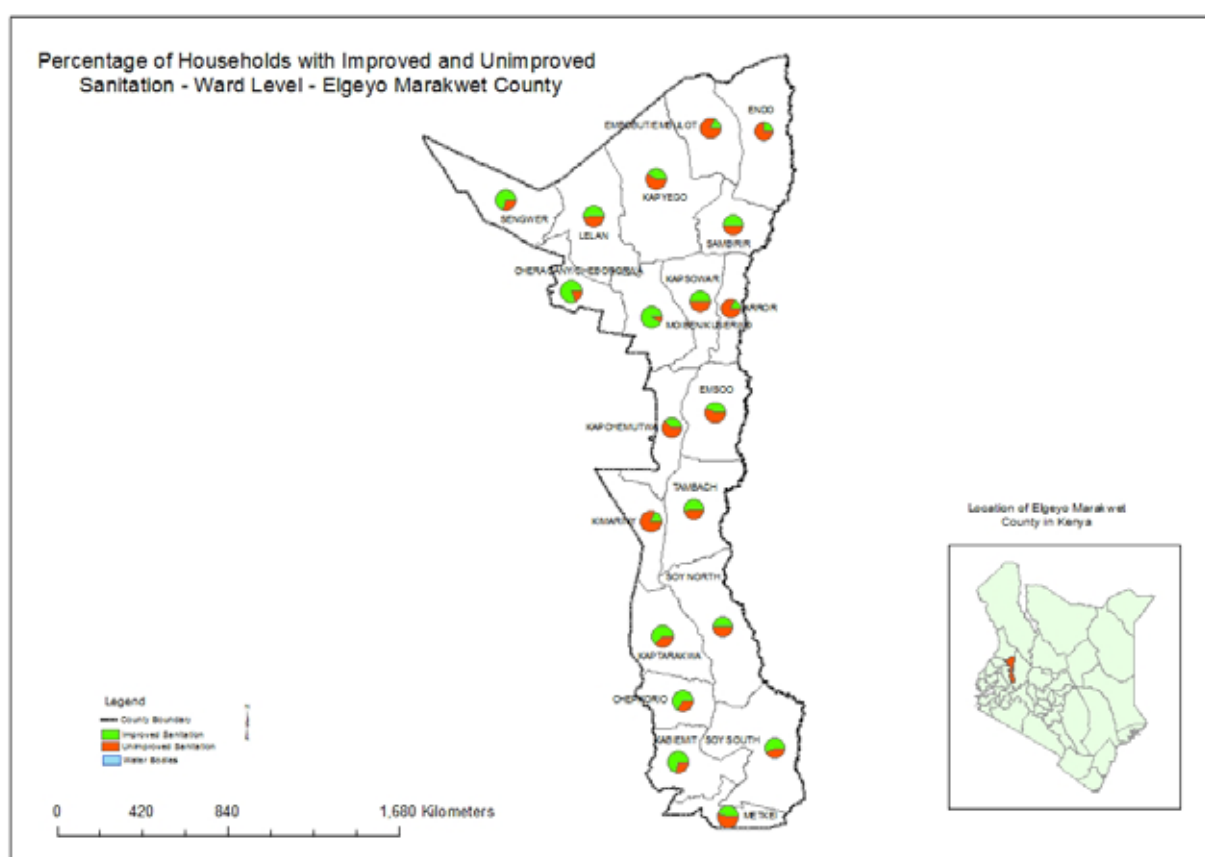 Percentage of Households with Improved and Unimproved
Sanitation - Ward Level - Elgeyo Marakwet County
ENDO
EMBOBUT/EMBULOT
KAPYEGO
SENGWER
LELAN
SAMBIRIR
KAPSOWAR
ARROR
EMSOO
KAPCHEMUTWA
TAMBACH
SOY NORTH
KAPTARAKWA
CHEPKORIO
KABIEMIT
SOY SOUTH
METKEI
Location of Elgeyo Marakwet
County in Kenya
Legend
County Boundary
Improved Sanitation
Unimproved Sanitation
Water Bodies
0 420 840 1,680 Kilometers